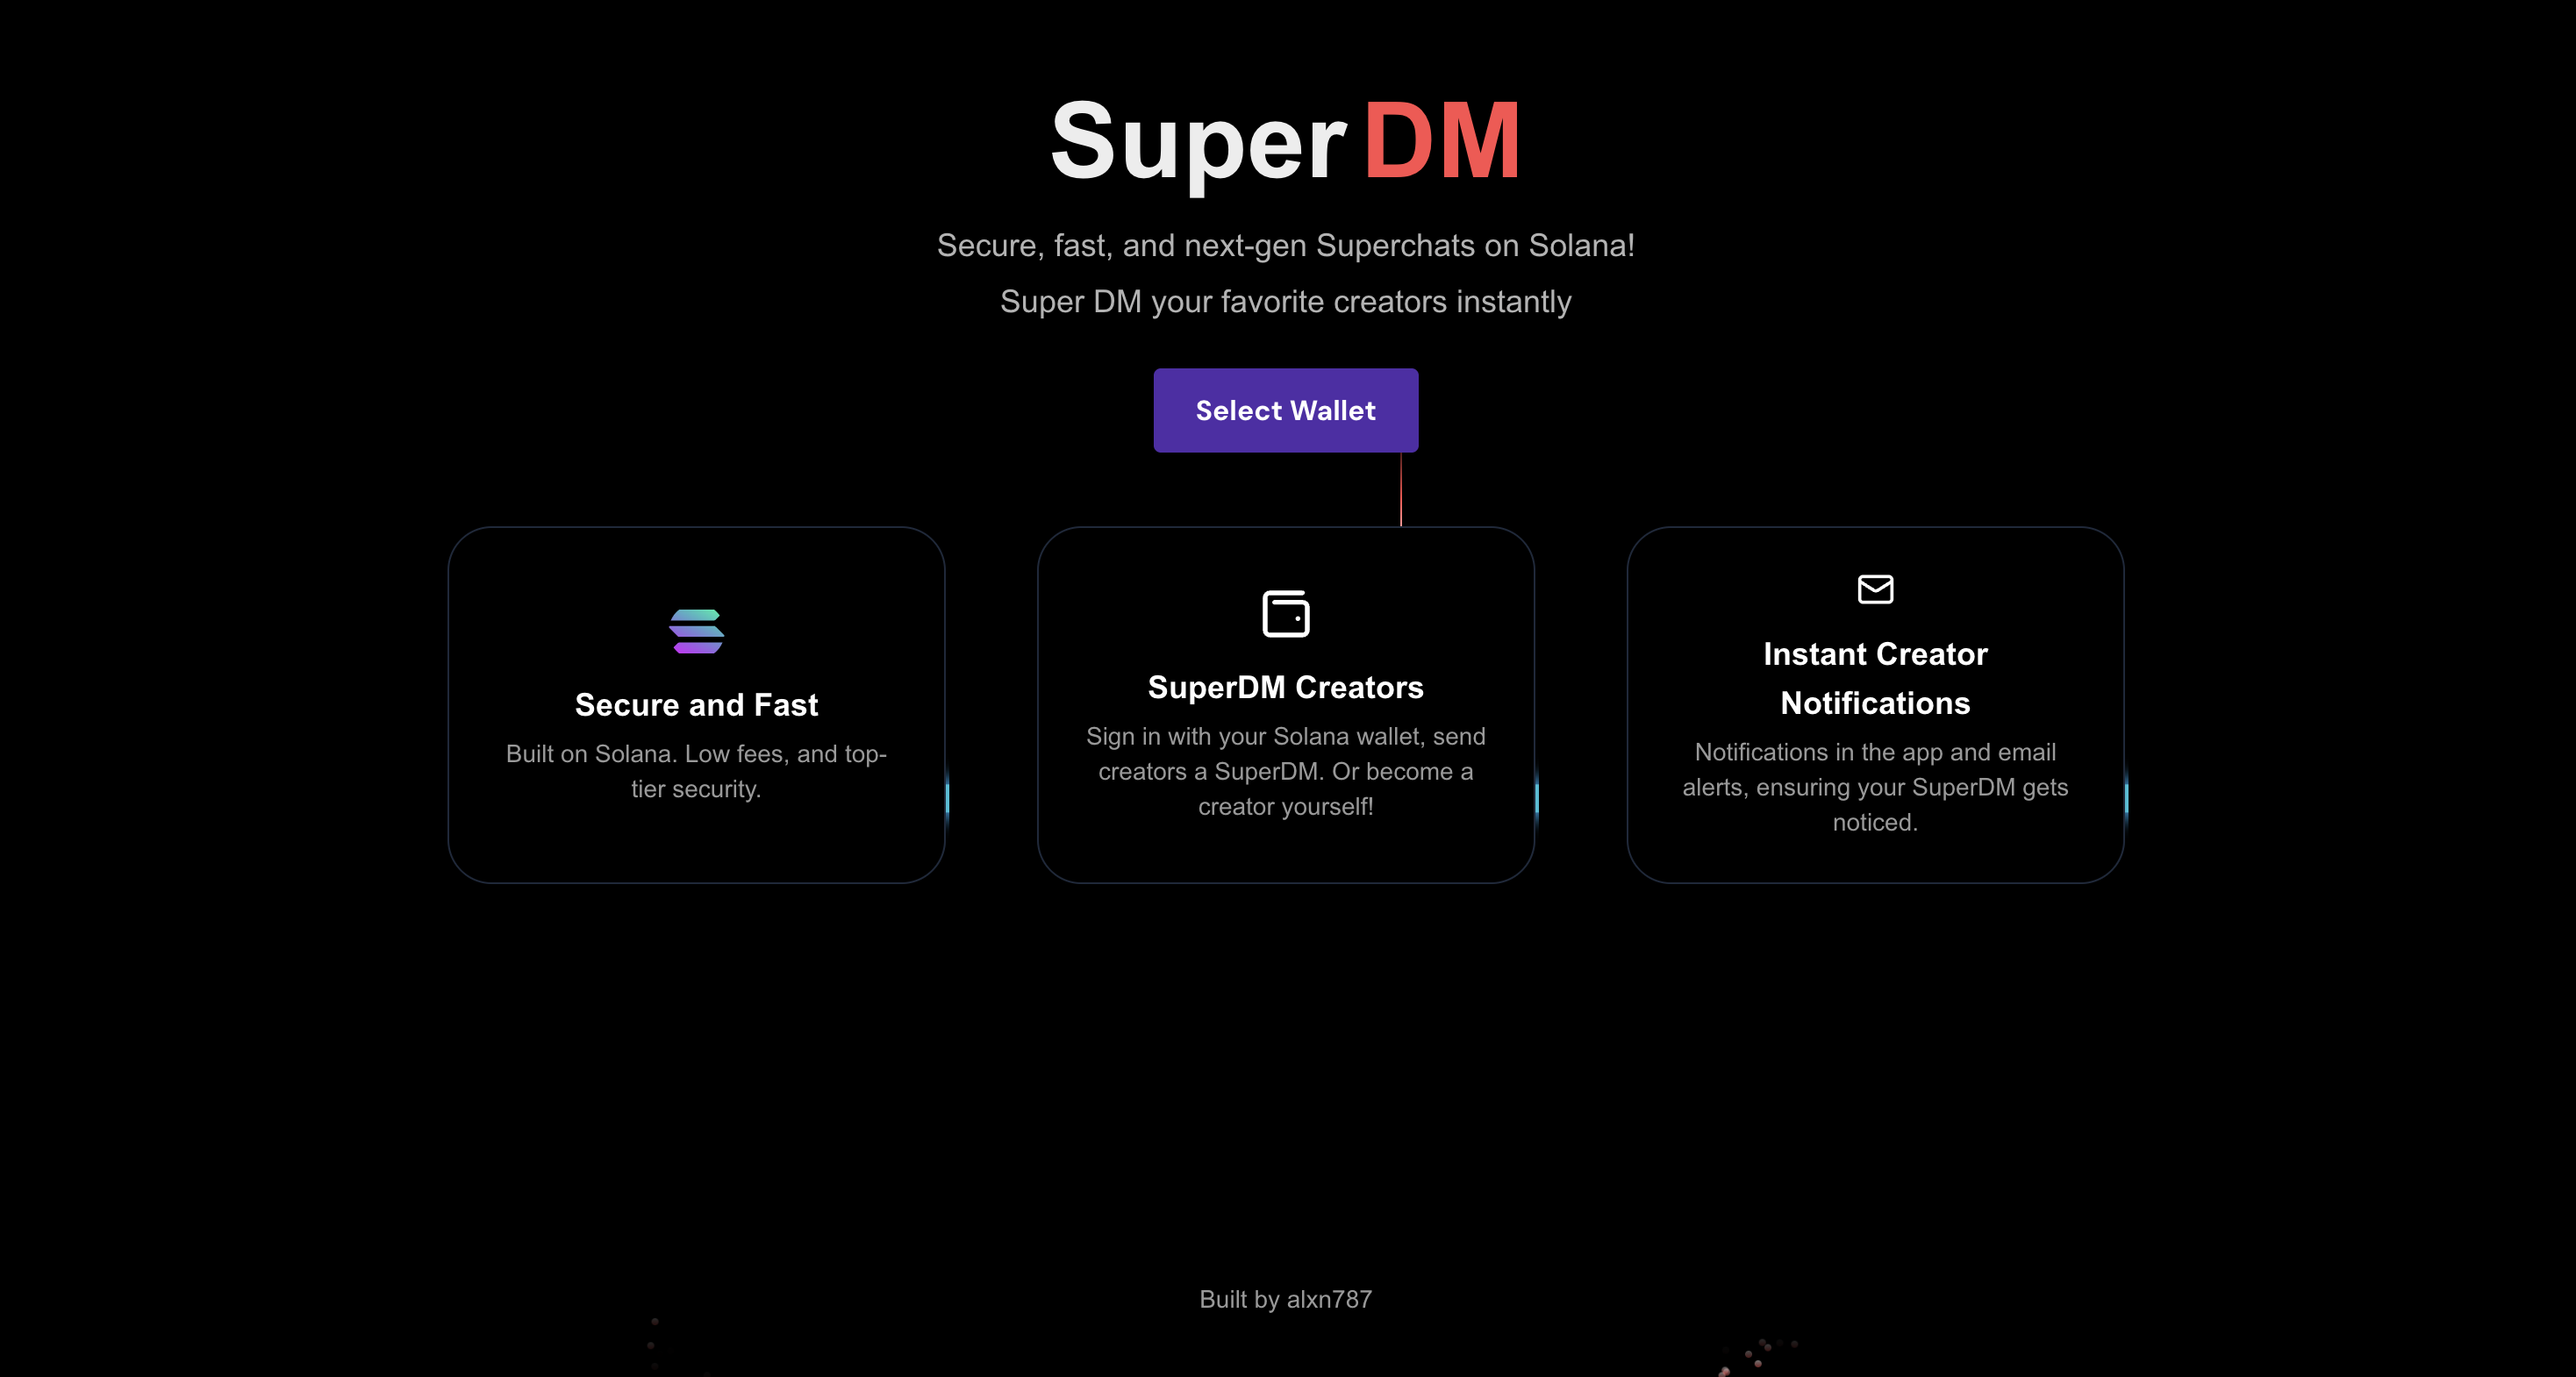 Super DM
Secure, fast, and next-gen Superchats on Solana!
Super DM your favorite creators instantly
Select Wallet
Secure and Fast
Built on Solana. Low fees, and top-
tier security.
SuperDM Creators
Sign in with your Solana wallet, send
creators a SuperDM. Or become a
creator yourself!
Instant Creator
Notifications
Notifications in the app and email
alerts, ensuring your SuperDM gets
noticed.
Built by alxn787